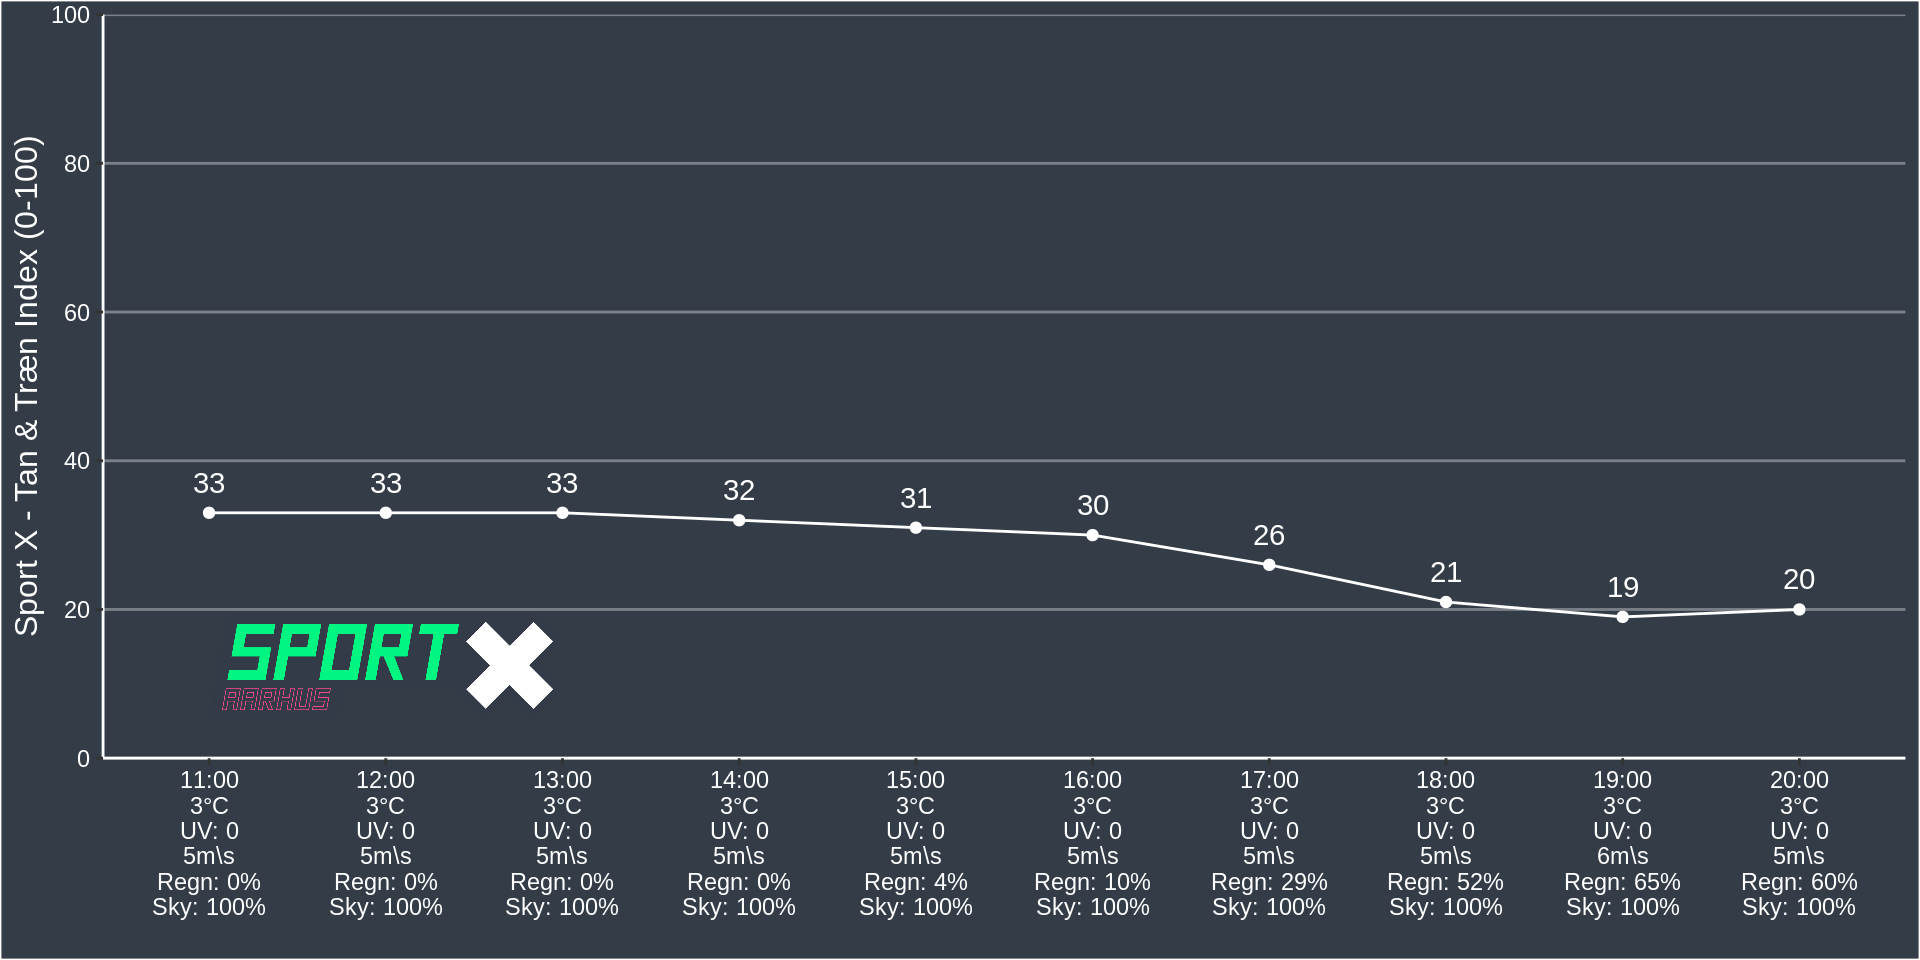 Sport X - Tan & Træn Index (0-100)
100
80
60
40
20
0
33 33 33 32 31 30 26 21 19 20
SPORT X
AARHUS
11:00 12:00 13:00 14:00 15:00 16:00 17:00 18:00 19:00 20:00
3°C 3°C 3°C 3°C 3°C 3°C 3°C 3°C 3°C 3°C
UV: 0 UV: 0 UV: 0 UV: 0 UV: 0 UV: 0 UV: 0 UV: 0 UV: 0 UV: 0
5m\s 5m\s 5m\s 5m\s 5m\s 5m\s 5m\s 5m\s 6m\s 5m\s
Regn: 0% Regn: 0% Regn: 0% Regn: 0% Regn: 4% Regn: 10% Regn: 29% Regn: 52% Regn: 65% Regn: 60%
Sky: 100% Sky: 100% Sky: 100% Sky: 100% Sky: 100% Sky: 100% Sky: 100% Sky: 100% Sky: 100% Sky: 100%